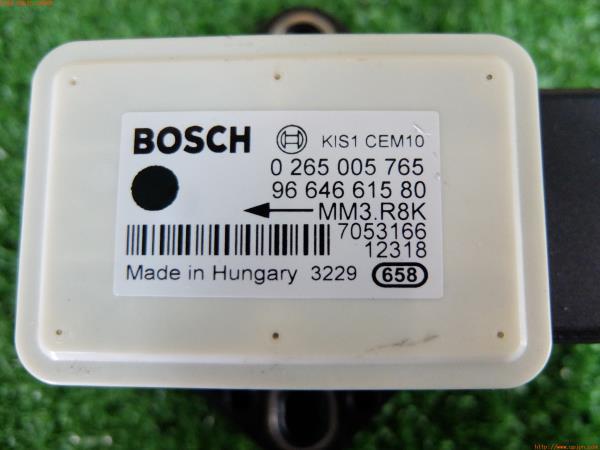 BOSCH KIS1 CEM10
0 265 005 765
96 646 615 80
MM3.R8K
7053166
12318
Made in Hungary 3229 658